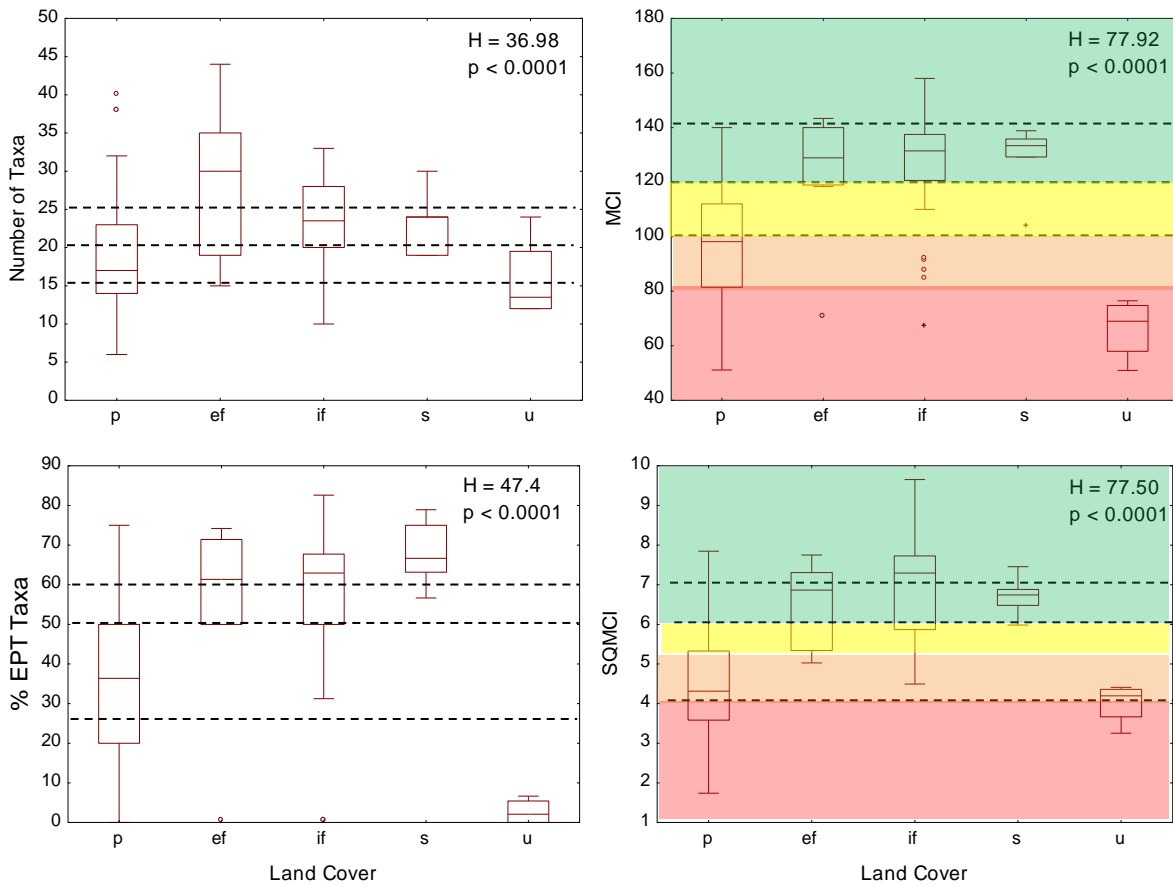 50
45
40
35
30
25
20
15
10
5
0
Number of Taxa
H = 36.98
p < 0.0001
p ef if s u
180
160
140
120
100
80
60
40
MCI
H = 77.92
p < 0.0001
p ef if s u
90
80
70
60
50
40
30
20
10
0
% EPT Taxa
H = 47.4
p < 0.0001
p ef if s u
Land Cover
10
9
8
7
6
5
4
3
2
1
SQMCI
H = 77.50
p < 0.0001
p ef if s u
Land Cover